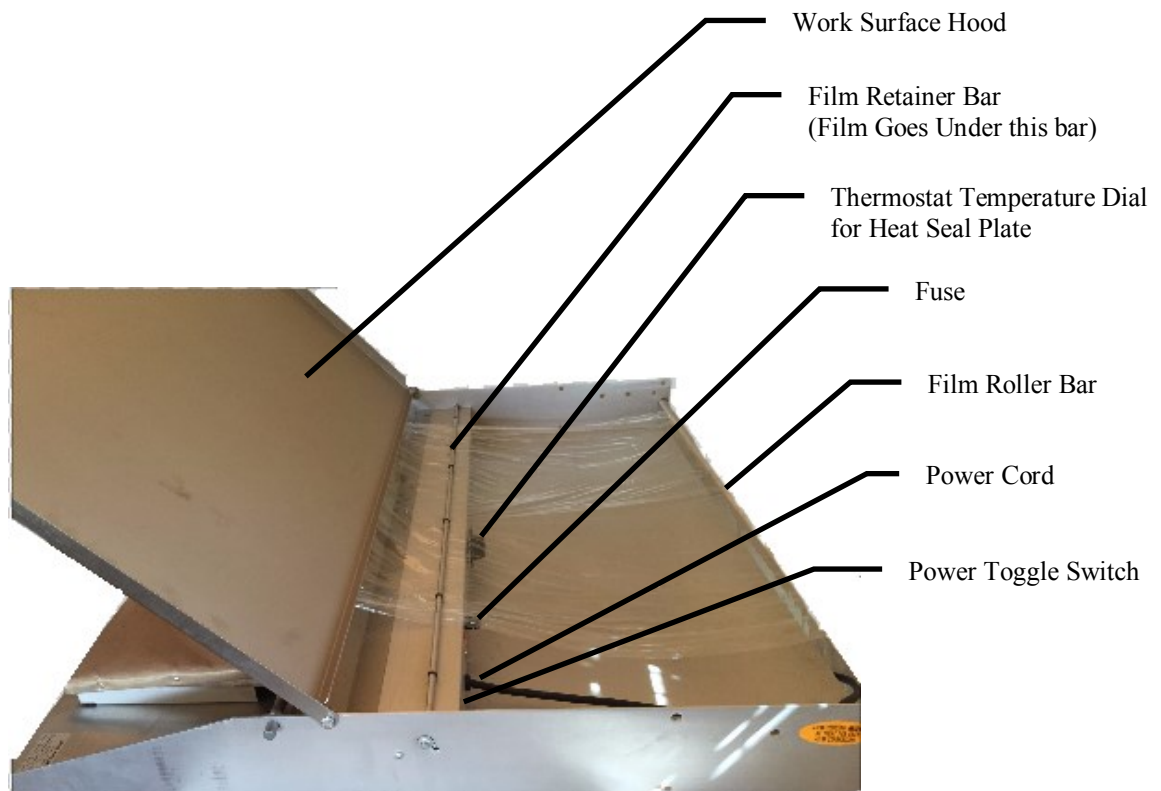 Work Surface Hood
Film Retainer Bar
(Film Goes Under this bar)
Thermostat Temperature Dial
for Heat Seal Plate
Fuse
Film Roller Bar
Power Cord
Power Toggle Switch